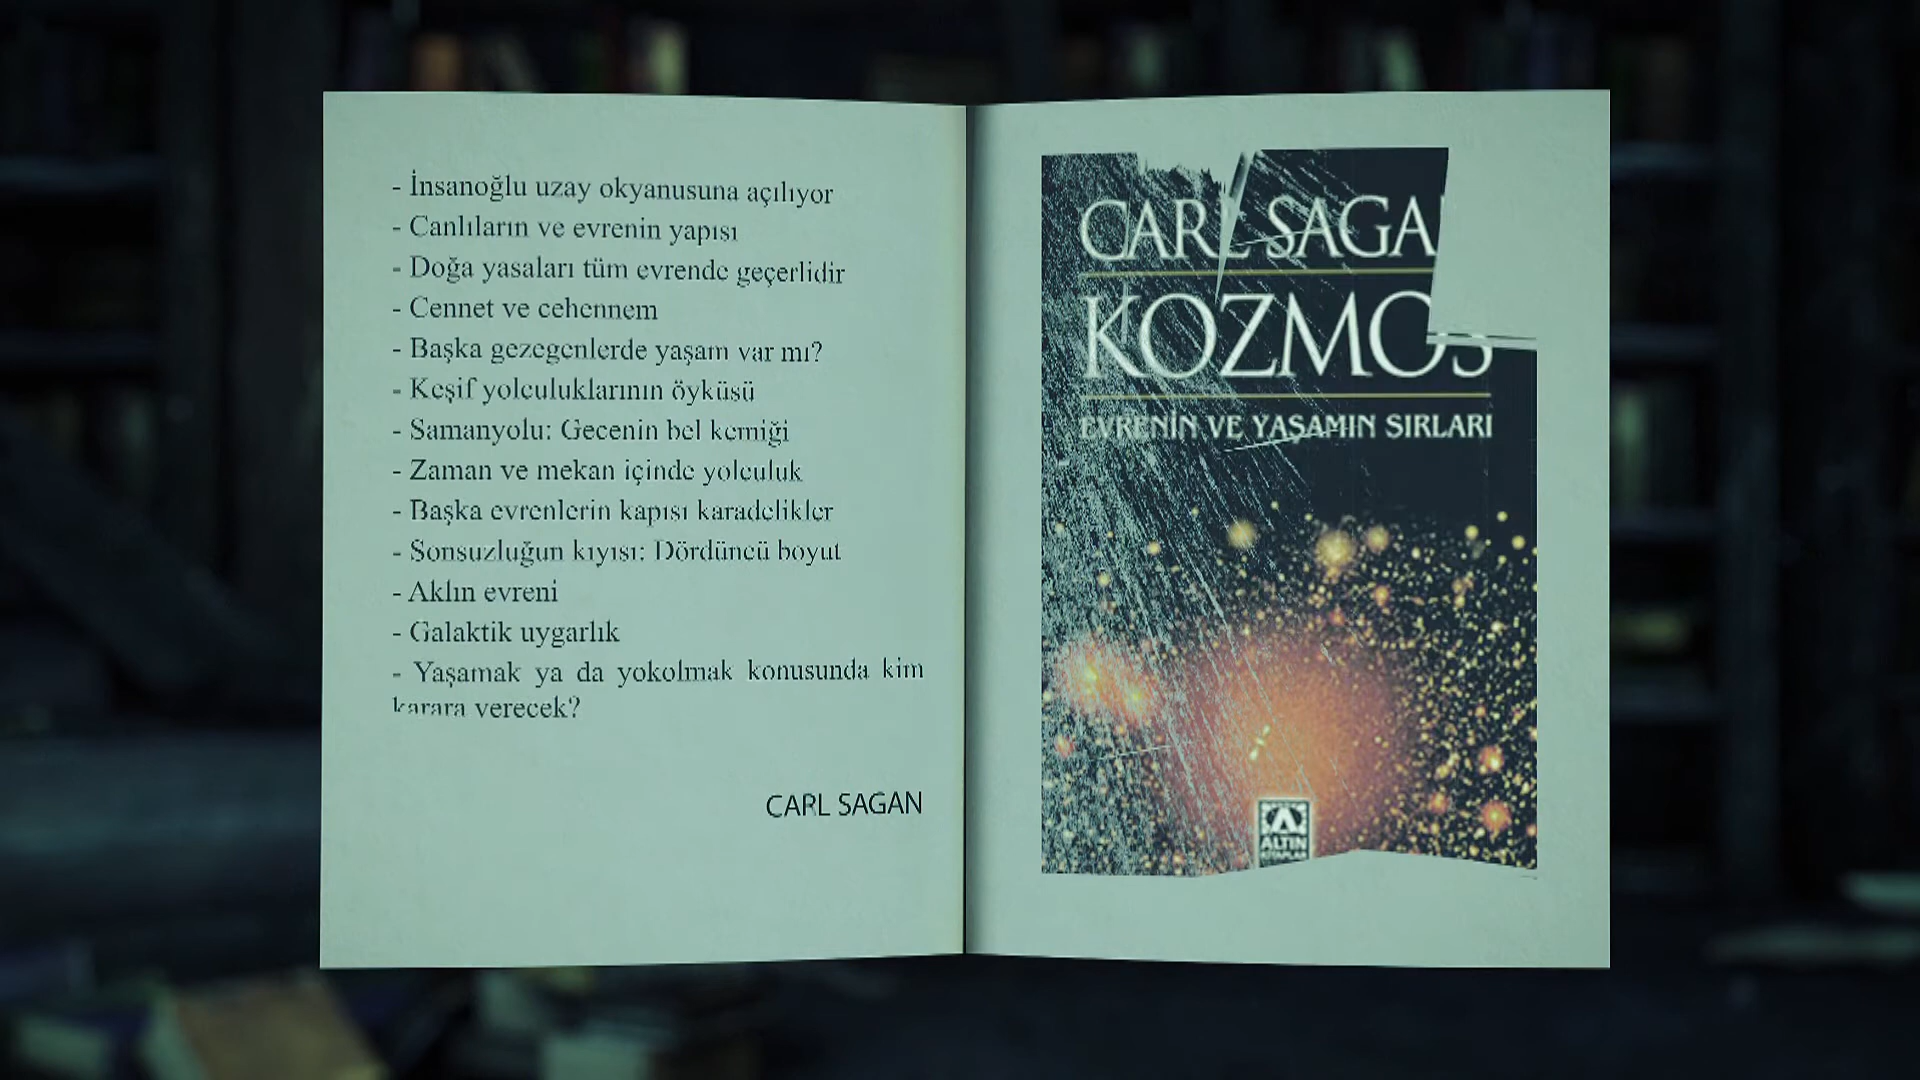 - İnsanoğlu uzay okyanusuna açılıyor
- Canlıların ve evrenin yapısı
- Doğa yasaları tüm evrende geçerlidir
- Cennet ve cehennem
- Başka gezegenlerde yaşam var mı?
- Keşif yolculuklarının öyküsü
- Samanyolu: Gecenin bel kemiği
- Zaman ve mekan içinde yolculuk
- Başka evrenlerin kapısı karadelikler
- Sonsuzluğun kıyısı: Dördüncü boyut
- Aklın evreni
- Galaktik uygarlık
- Yaşamak ya da yokolmak konusunda kim
karara verecek?
CARL SAGAN
CARL SAGA
KOZMOS
EVRENİN VE YAŞAMIN SIRLARI
ALTIN